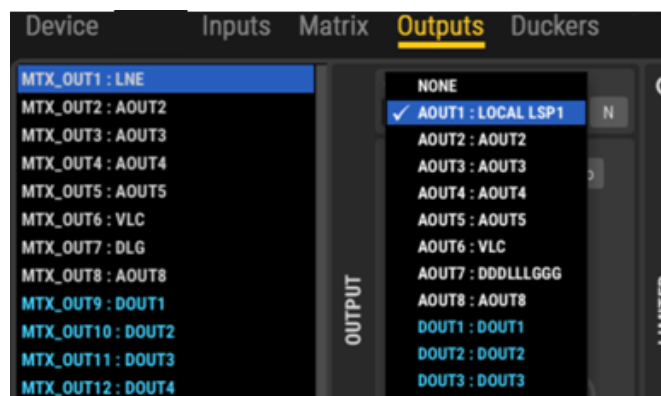 Device Inputs Matrix Outputs Duckers
MTX_OUT1 : LNE
MTX_OUT2 : AOUT2
MTX_OUT3 : AOUT3
MTX_OUT4 : AOUT4
MTX_OUT5 : AOUT5
MTX_OUT6 : VLC
MTX_OUT7 : DLG
MTX_OUT8 : AOUT8
MTX_OUT9 : DOUT1
MTX_OUT10 : DOUT2
MTX_OUT11 : DOUT3
MTX_OUT12 : DOUT4
OUTPUT
NONE
✓ AOUT1 : LOCAL LSP1
AOUT2 : AOUT2
AOUT3 : AOUT3
AOUT4 : AOUT4
AOUT5 : AOUT5
AOUT6 : VLC
AOUT7 : DDDLLLGGG
AOUT8 : AOUT8
DOUT1 : DOUT1
DOUT2 : DOUT2
DOUT3 : DOUT3
N